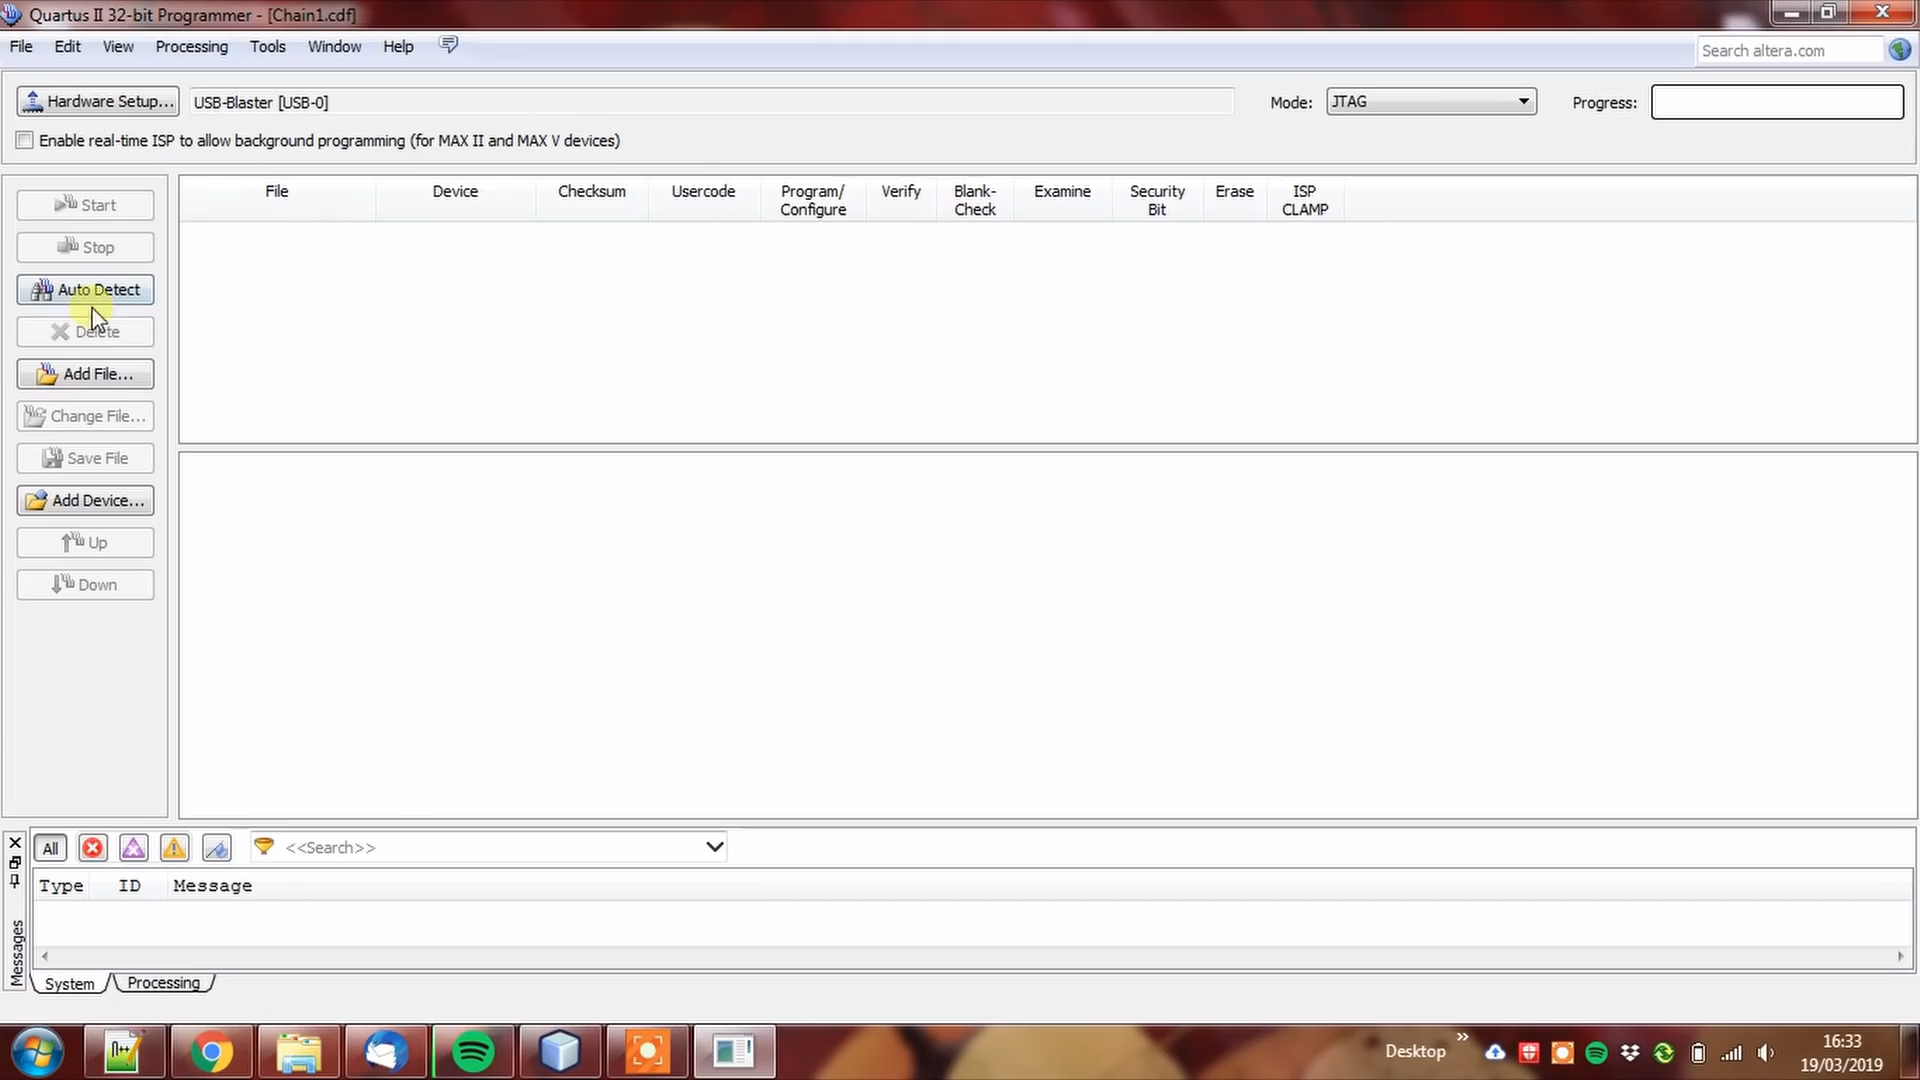 Quartus II 32-bit Programmer - [Chain1.cdf]
File Edit View Processing Tools Window Help
Search altera.com
Hardware Setup... USB-Blaster [USB-0] Mode: JTAG Progress:
Enable real-time ISP to allow background programming (for MAX II and MAX V devices)
Start
Stop
Auto Detect
Delete
Add File...
Change File...
Save File
Add Device...
Up
Down
File Device Checksum Usercode Program/ Configure Verify Blank- Check Examine Security Bit Erase ISP CLAMP
All <<Search>>
Type ID Message
Messages
System Processing
Desktop
16:33
19/03/2019